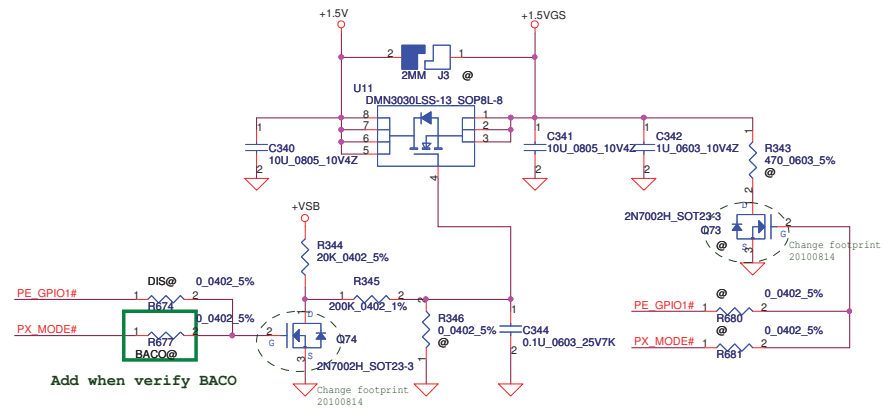 +1.5V
+1.5VGS
2
1
2MM
J3
@
U11
DMN3030LSS-13_SOP8L-8
8
7
6
5
1
2
3
4
1
C340
10U_0805_10V4Z
2
1
C341
10U_0805_10V4Z
2
1
C342
1U_0603_10V4Z
2
1
R343
470_0603_5%
@
2
+VSB
R344
20K_0402_5%
2N7002H_SOT23-3
D
Q73
@
G
S
2
3
Change footprint
20100814
DIS@
0_0402_5%
PE_GPIO1#
1
2
R674
0_0402_5%
PX_MODE#
1
2
R677
BACO@
Add when verify BACO
1
R345
2
200K_0402_1%
1
D
2
G
S
3
Q74
2N7002H_SOT23-3
Change footprint
20100814
2
R346
0_0402_5%
@
1
1
C344
0.1U_0603_25V7K
2
@
0_0402_5%
PE_GPIO1#
1
2
R680
@
0_0402_5%
PX_MODE#
1
2
R681